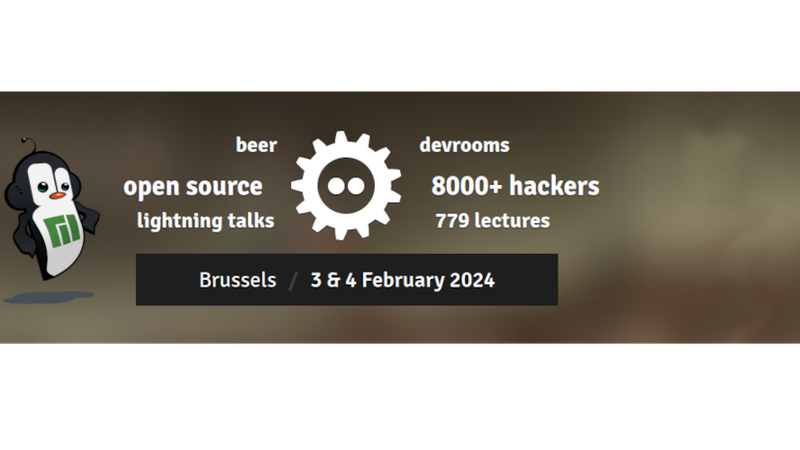 beer
devrooms
open source
8000+ hackers
lightning talks
779 lectures
Brussels / 3 & 4 February 2024